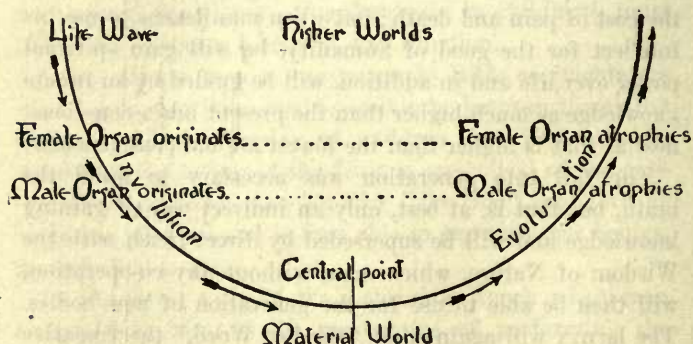 Life Wave Higher Worlds
Female Organ originates.................... Female Organ atrophies
Male Organ originates...................... Male Organ atrophies
Involution Evolution
Central point
Material World